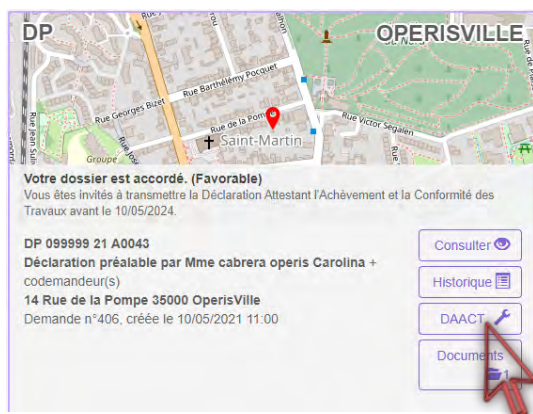 DP OPERISVILLE
Rue Barthélémy Pocquet
Rue Georges Bizet
Rue de la Pom
Rue Victor Segalen
Saint-Martin
Groupe
Votre dossier est accordé. (Favorable)
Vous êtes invités à transmettre la Déclaration Attestant l'Achèvement et la Conformité des
Travaux avant le 10/05/2024.
DP 099999 21 A0043
Déclaration préalable par Mme cabrera operis Carolina +
codemandeur(s)
14 Rue de la Pompe 35000 OperisVille
Demande n°406, créée le 10/05/2021 11:00
Consulter
Historique
DAACT
Documents
1